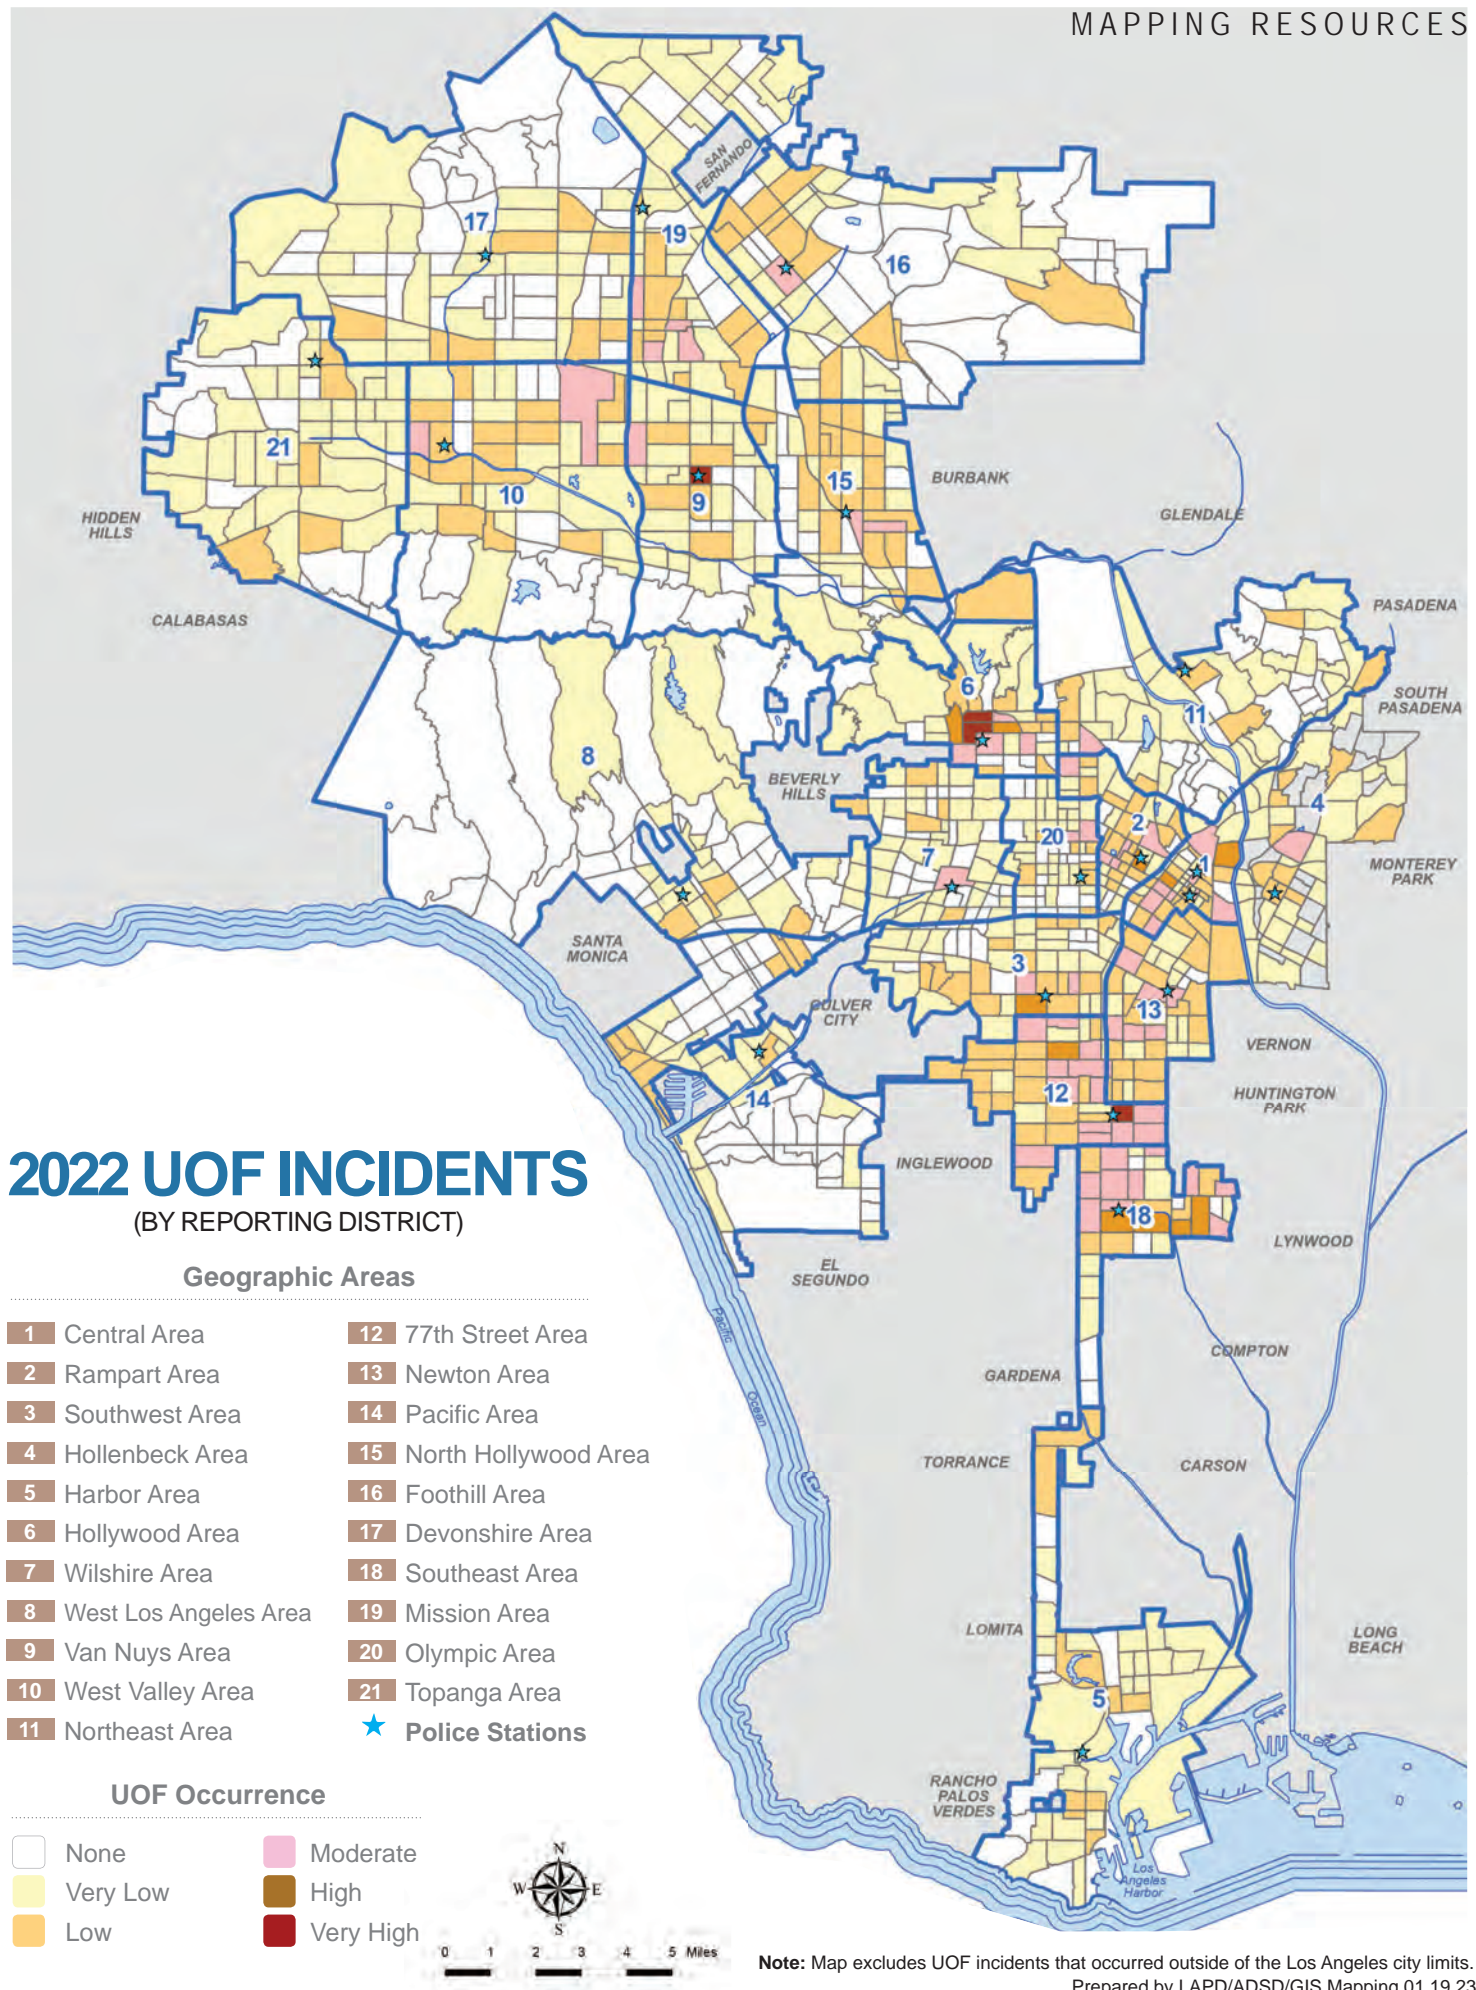 MAPPING RESOURCES
SAN
FERNANDO
17
19
16
21
10
9
15
BURBANK
GLENDALE
HIDDEN
HILLS
CALABASAS
PASADENA
SOUTH
PASADENA
6
11
8
BEVERLY
HILLS
4
2
20
7
1
MONTEREY
PARK
SANTA
MONICA
3
CULVER
CITY
13
VERNON
12
HUNTINGTON
PARK
14
INGLEWOOD
18
LYNWOOD
EL
SEGUNDO
Pacific
Ocean
COMPTON
GARDENA
TORRANCE
CARSON
LOMITA
LONG
BEACH
5
RANCHO
PALOS
VERDES
Los
Angeles
Harbor
2022 UOF INCIDENTS
(BY REPORTING DISTRICT)
Geographic Areas
1 Central Area
2 Rampart Area
3 Southwest Area
4 Hollenbeck Area
5 Harbor Area
6 Hollywood Area
7 Wilshire Area
8 West Los Angeles Area
9 Van Nuys Area
10 West Valley Area
11 Northeast Area
12 77th Street Area
13 Newton Area
14 Pacific Area
15 North Hollywood Area
16 Foothill Area
17 Devonshire Area
18 Southeast Area
19 Mission Area
20 Olympic Area
21 Topanga Area
Police Stations
UOF Occurrence
None
Very Low
Low
Moderate
High
Very High
N
W E
S
0 1 2 3 4 5 Miles
Note: Map excludes UOF incidents that occurred outside of the Los Angeles city limits.
Prepared by LAPD/ADSD/GIS Mapping 01.19.23